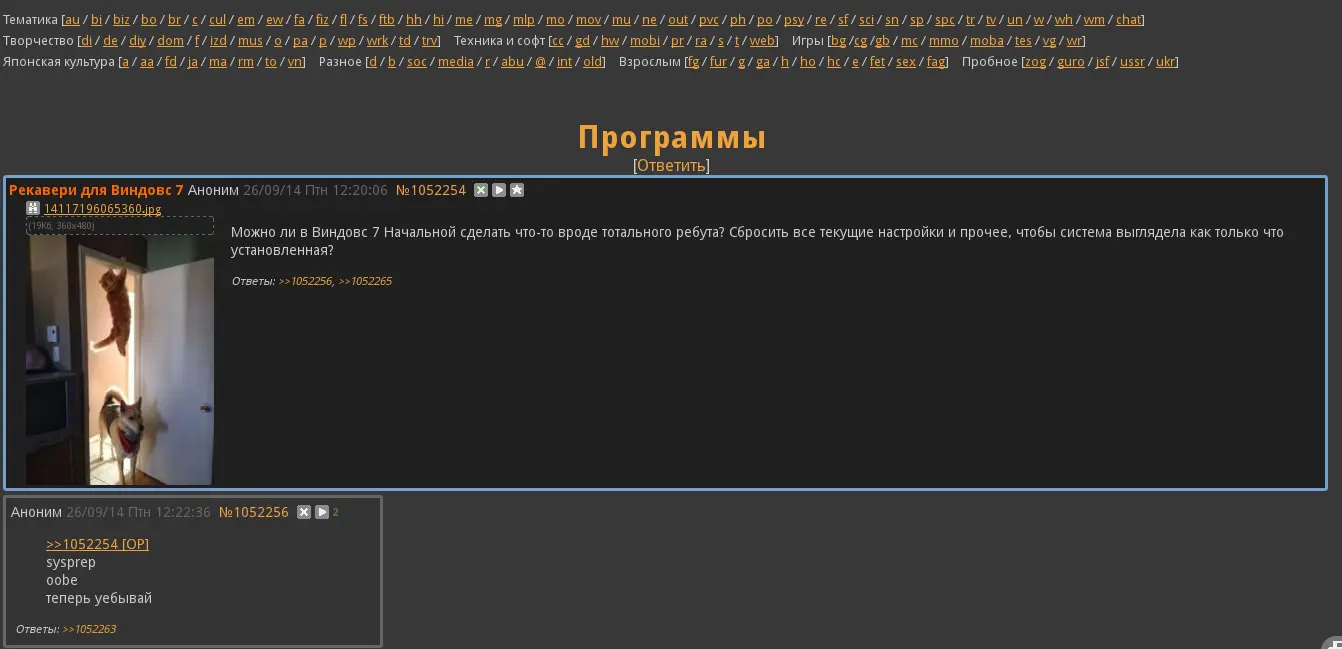 Тематика [au / bi / biz / bo / br / c / cul / em / ew / fa / fiz / fl / fs / ftb / hh / hi / me / mg / mlp / mo / mov / mu / ne / out / pvc / ph / po / psy / re / sf / sci / sn / sp / spc / tr / tv / un / w / wh / wm / chat]
Творчество [di / de / diy / dom / f / izd / mus / o / pa / p / wp / wrk / td / trv] Техника и софт [cc / gd / hw / mobi / pr / ra / s / t / web] Игры [bg /cg /gb / mc / mmo / moba / tes / vg / wr]
Японская культура [a / aa / fd / ja / ma / rm / to / vn] Разное [d / b / soc / media / r / abu / @ / int / old] Взрослым [fg / fur / g / ga / h / ho / hc / e / fet / sex / fag] Пробное [zog / guro / jsf / ussr / ukr]
Программы
[Ответить]
Рекавери для Виндовс 7 Аноним 26/09/14 Птн 12:20:06 №1052254
14117196065360.jpg
(19Кб, 360x480)
Можно ли в Виндовс 7 Начальной сделать что-то вроде тотального ребута? Сбросить все текущие настройки и прочее, чтобы система выглядела как только что
установленная?
Ответы: >>1052256, >>1052265
Аноним 26/09/14 Птн 12:22:36 №1052256 2
>>1052254 [OP]
sysprep
oobe
теперь уебывай
Ответы: >>1052263